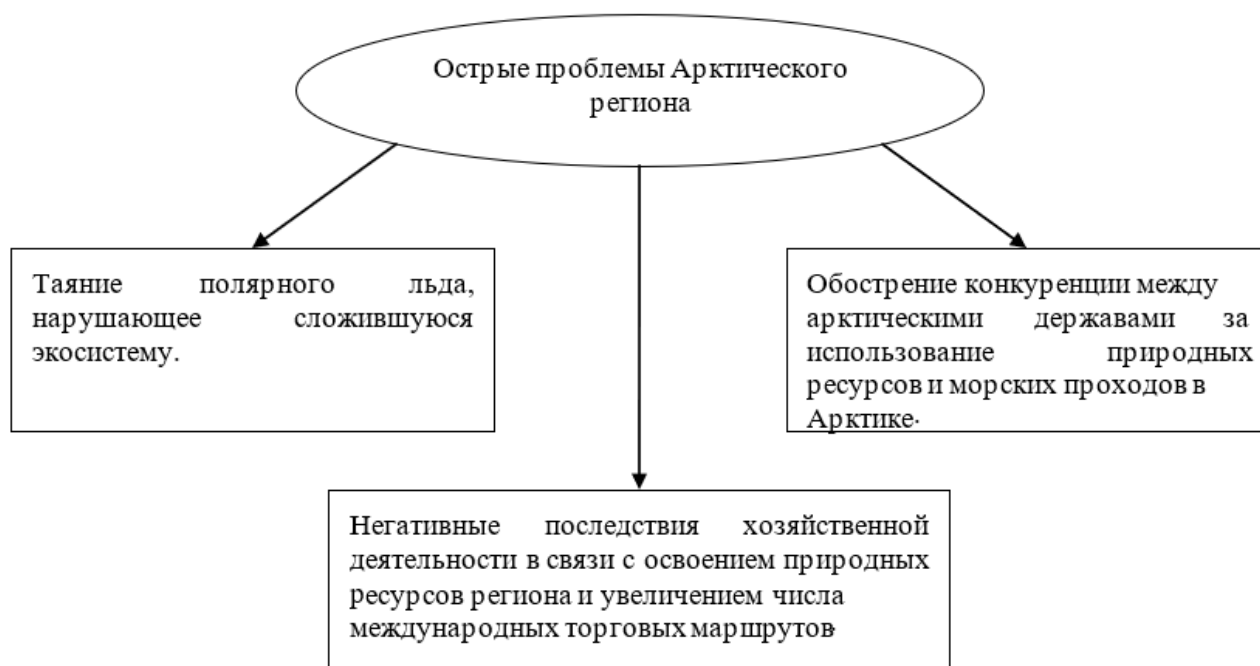 Острые проблемы Арктического
региона
Таяние полярного льда,
нарушающее сложившуюся
экосистему.
Обострение конкуренции между
арктическими державами за
использование природных
ресурсов и морских проходов в
Арктике.
Негативные последствия хозяйственной
деятельности в связи с освоением природных
ресурсов региона и увеличением числа
международных торговых маршрутов.